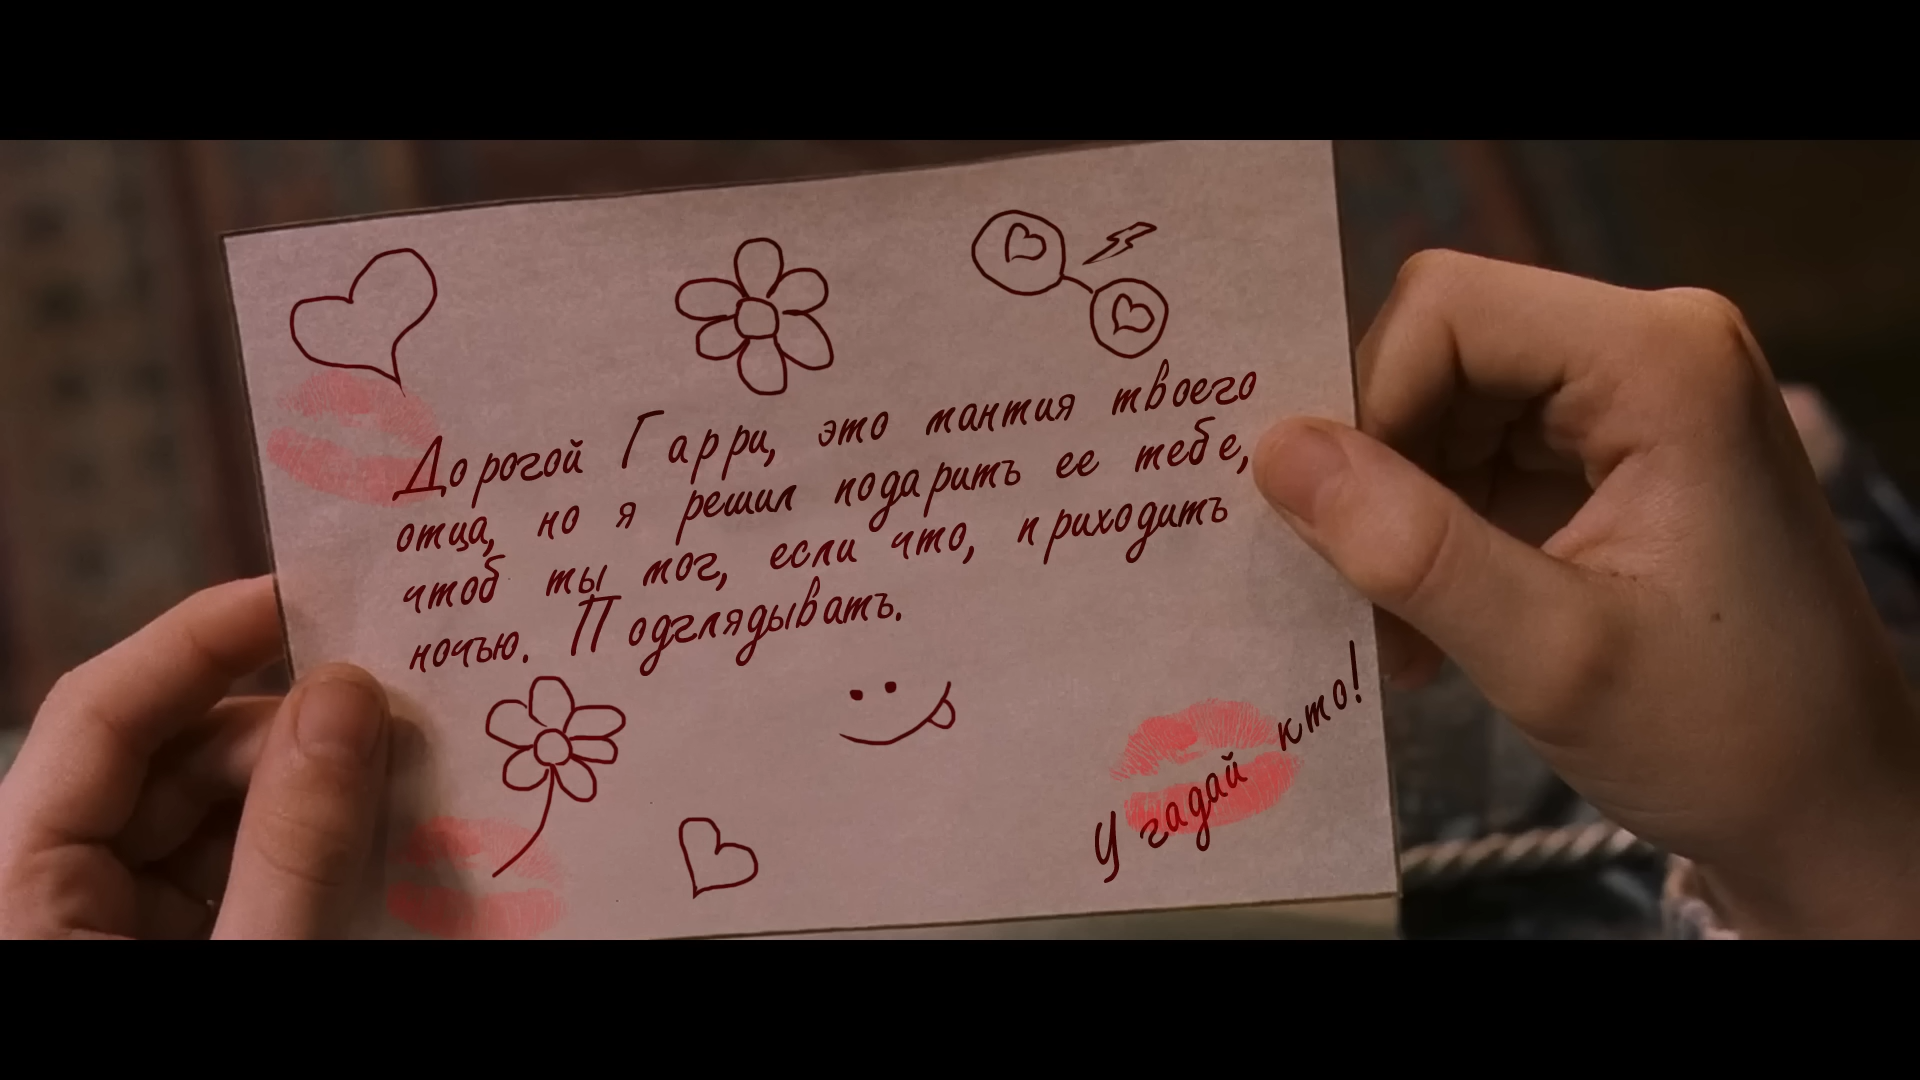 Дорогой Гарри, это мантия твоего
отца, но я решил подарить ее тебе,
чтоб ты мог, если что, приходить
ночью. Подглядывать.
Угадай кто!